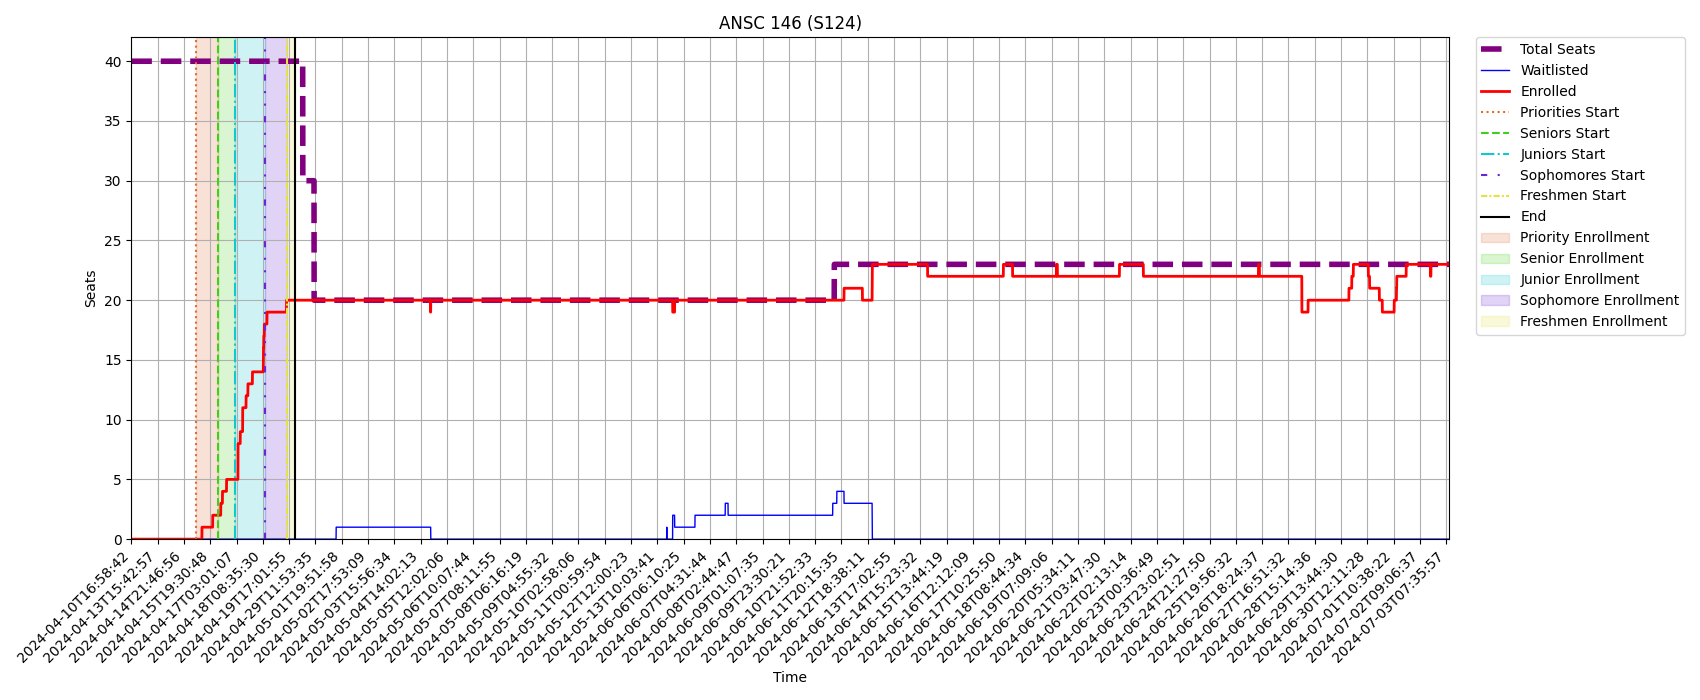 ANSC 146 (S124)
Seats
40
35
30
25
20
15
10
5
0
2024-04-10T16:58:42
2024-04-13T15:42:57
2024-04-14T21:46:56
2024-04-15T19:30:48
2024-04-17T03:01:07
2024-04-18T08:35:30
2024-04-19T17:01:55
2024-04-29T11:53:35
2024-05-01T19:51:58
2024-05-02T17:53:09
2024-05-03T15:56:34
2024-05-04T14:02:13
2024-05-05T12:02:06
2024-05-06T10:07:44
2024-05-07T08:11:55
2024-05-08T06:16:19
2024-05-09T04:55:32
2024-05-10T02:58:06
2024-05-11T00:59:54
2024-05-12T12:00:23
2024-05-13T10:03:41
2024-06-06T06:10:25
2024-06-07T04:31:44
2024-06-08T02:44:47
2024-06-09T01:07:35
2024-06-09T23:30:21
2024-06-10T21:52:33
2024-06-11T20:15:35
2024-06-12T18:38:11
2024-06-13T17:02:55
2024-06-14T15:23:32
2024-06-15T13:44:19
2024-06-16T12:12:09
2024-06-17T10:25:50
2024-06-18T08:44:34
2024-06-19T07:09:06
2024-06-20T05:34:11
2024-06-21T03:47:30
2024-06-22T02:13:14
2024-06-23T00:36:49
2024-06-23T23:02:51
2024-06-24T21:27:50
2024-06-25T19:56:32
2024-06-26T18:24:37
2024-06-27T16:51:32
2024-06-28T15:14:36
2024-06-29T13:44:30
2024-06-30T12:11:28
2024-07-01T10:38:22
2024-07-02T09:06:37
2024-07-03T07:35:57
Time
Total Seats
Waitlisted
Enrolled
Priorities Start
Seniors Start
Juniors Start
Sophomores Start
Freshmen Start
End
Priority Enrollment
Senior Enrollment
Junior Enrollment
Sophomore Enrollment
Freshmen Enrollment